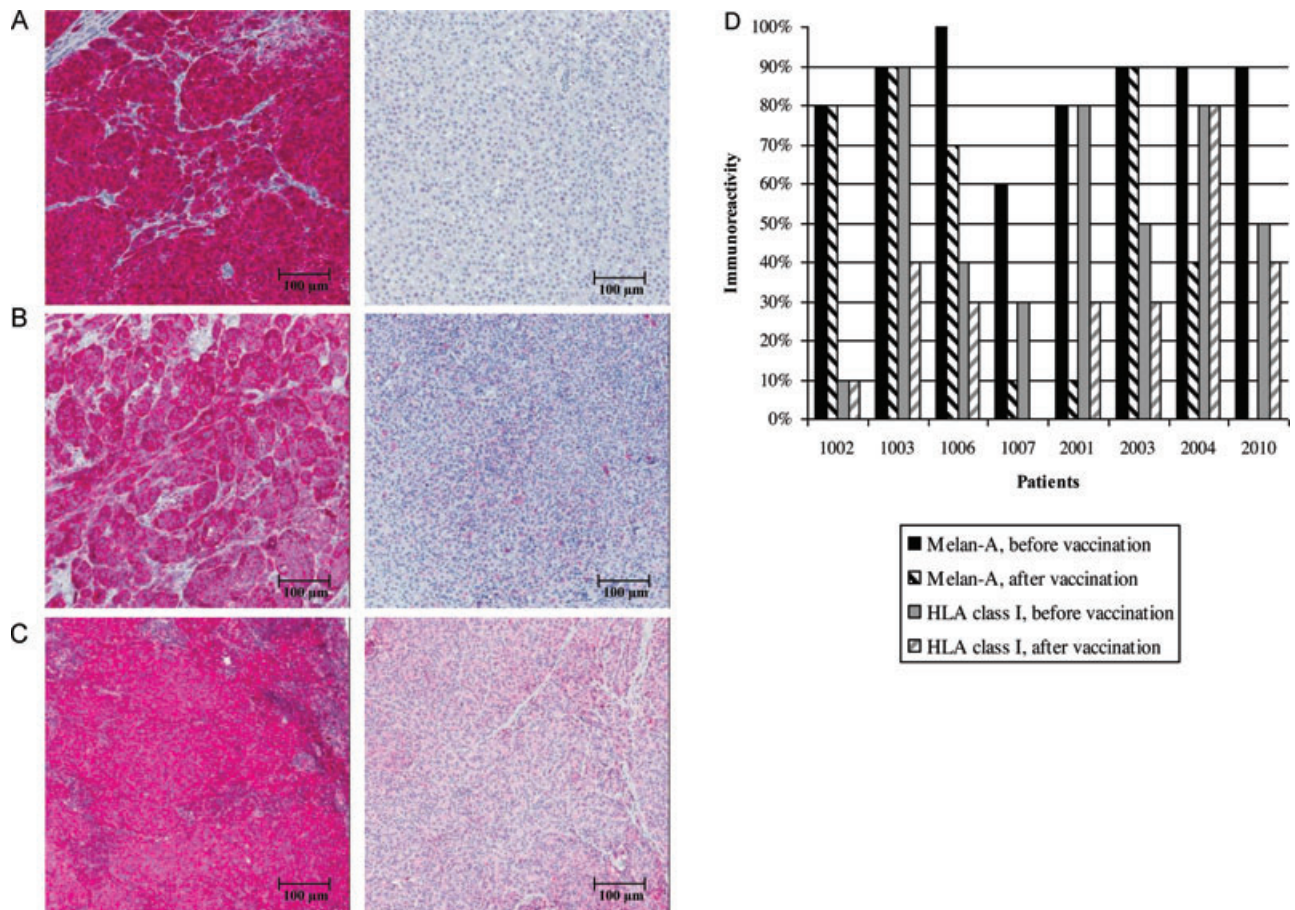 A
100 μm
100 μm
B
100 μm
100 μm
C
100 μm
100 μm
D
100%
90%
80%
70%
60%
50%
40%
30%
20%
10%
0%
Immunoreactivity
1002 1003 1006 1007 2001 2003 2004 2010
Patients
Melan-A, before vaccination
Melan-A, after vaccination
HLA class I, before vaccination
HLA class I, after vaccination